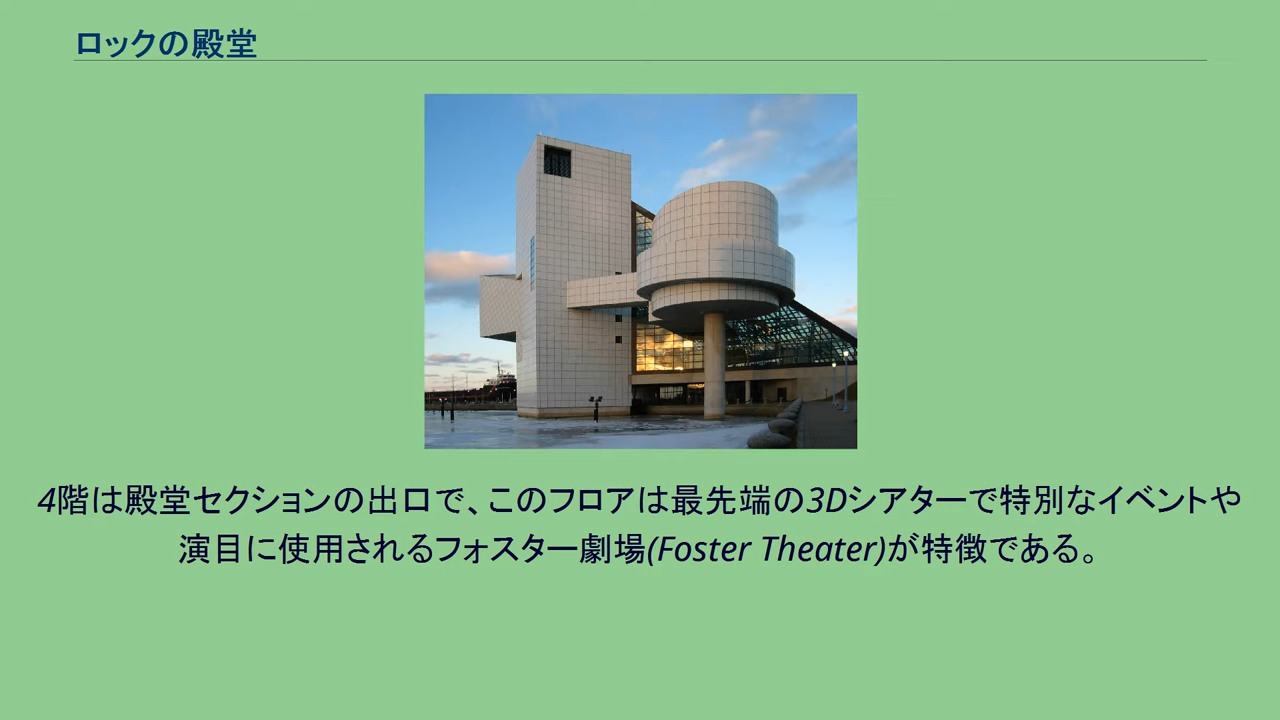 ロックの殿堂
4階は殿堂セクションの出口で、このフロアは最先端の3Dシアターで特別なイベントや
演目に使用されるフォスター劇場(Foster Theater)が特徴である。